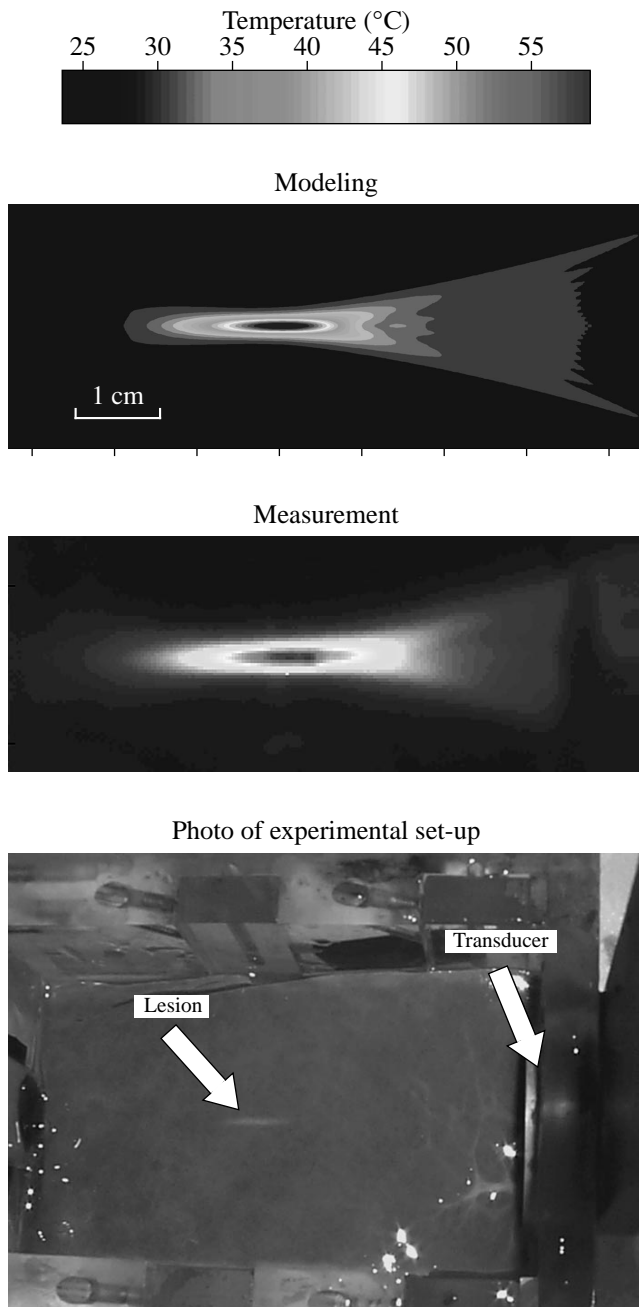 Temperature (°C)
25 30 35 40 45 50 55
Modeling
1 cm
Measurement
Photo of experimental set-up
Transducer
Lesion